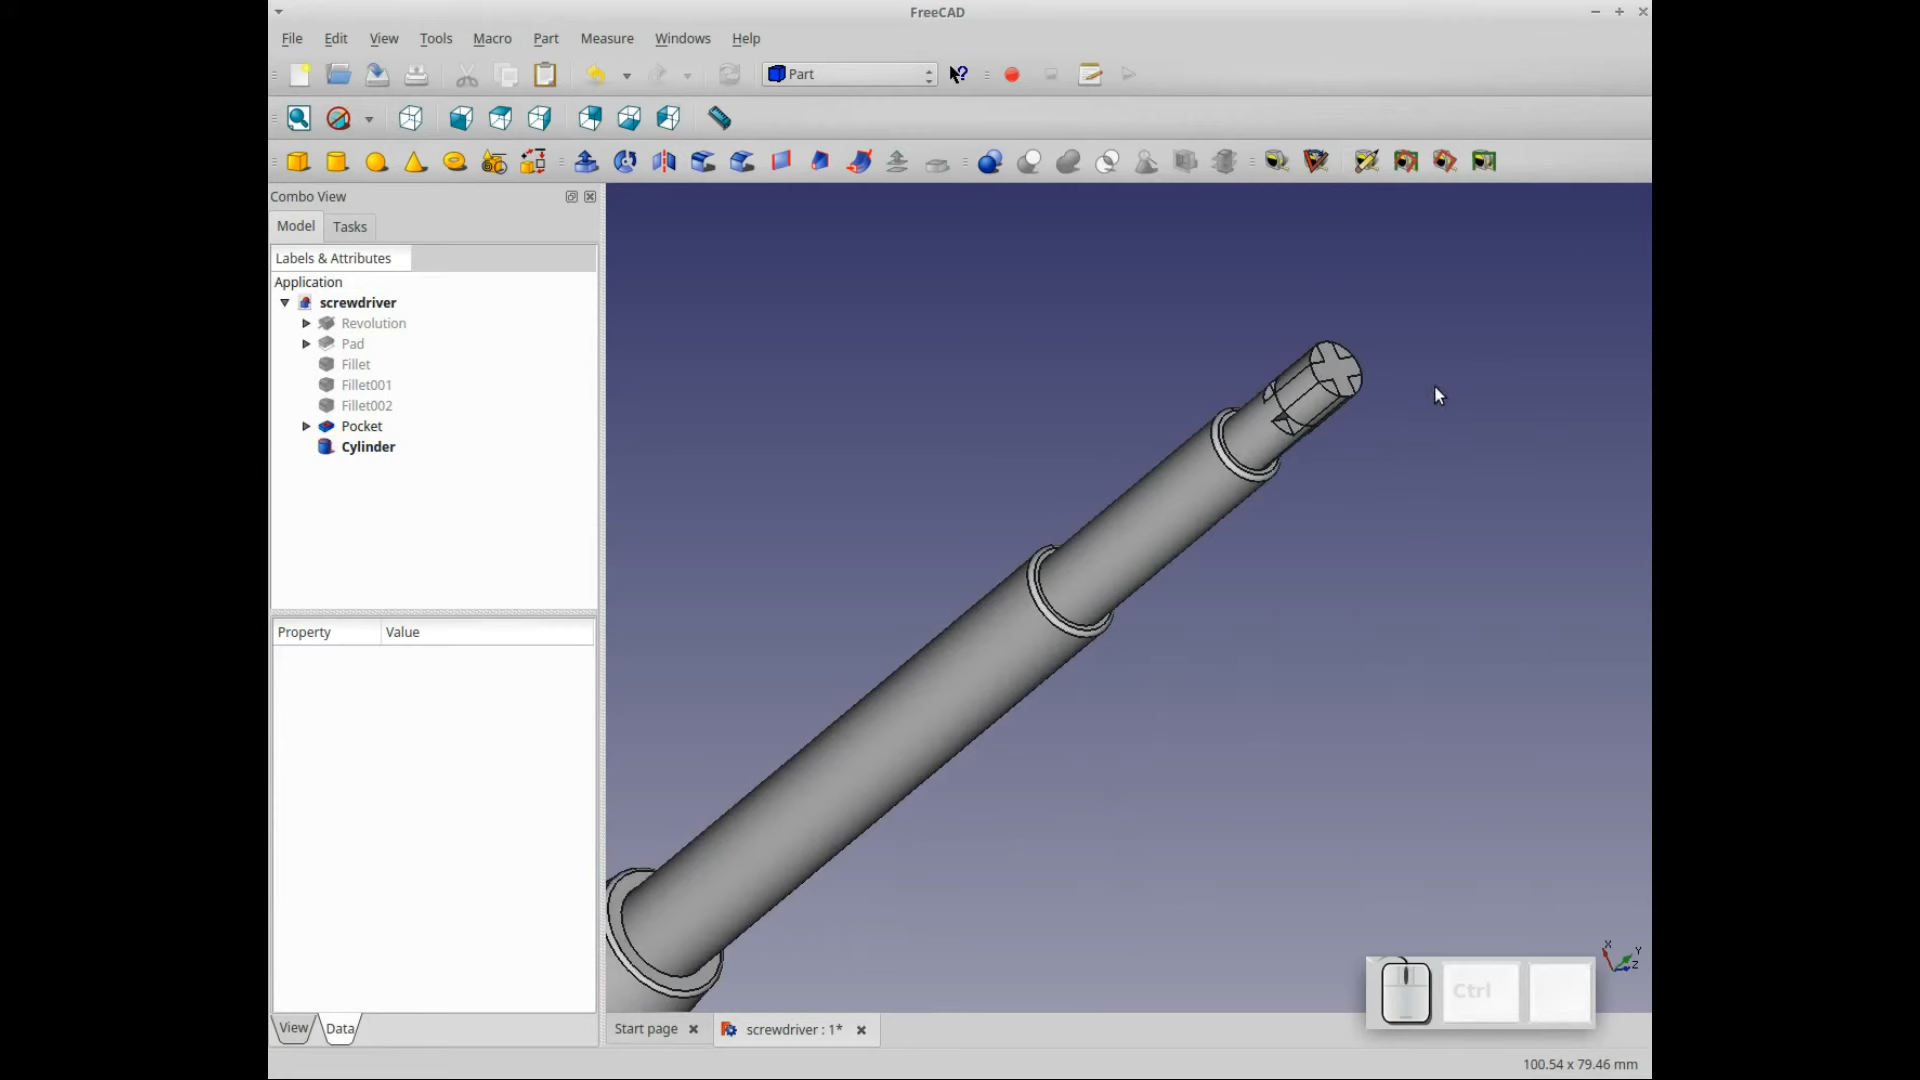 FreeCAD
File Edit View Tools Macro Part Measure Windows Help
Part
Combo View
Model Tasks
Labels & Attributes
Application
screwdriver
Revolution
Pad
Fillet
Fillet001
Fillet002
Pocket
Cylinder
Property Value
View Data
Start page screwdriver : 1*
X Y Z
Ctrl
100.54 x 79.46 mm